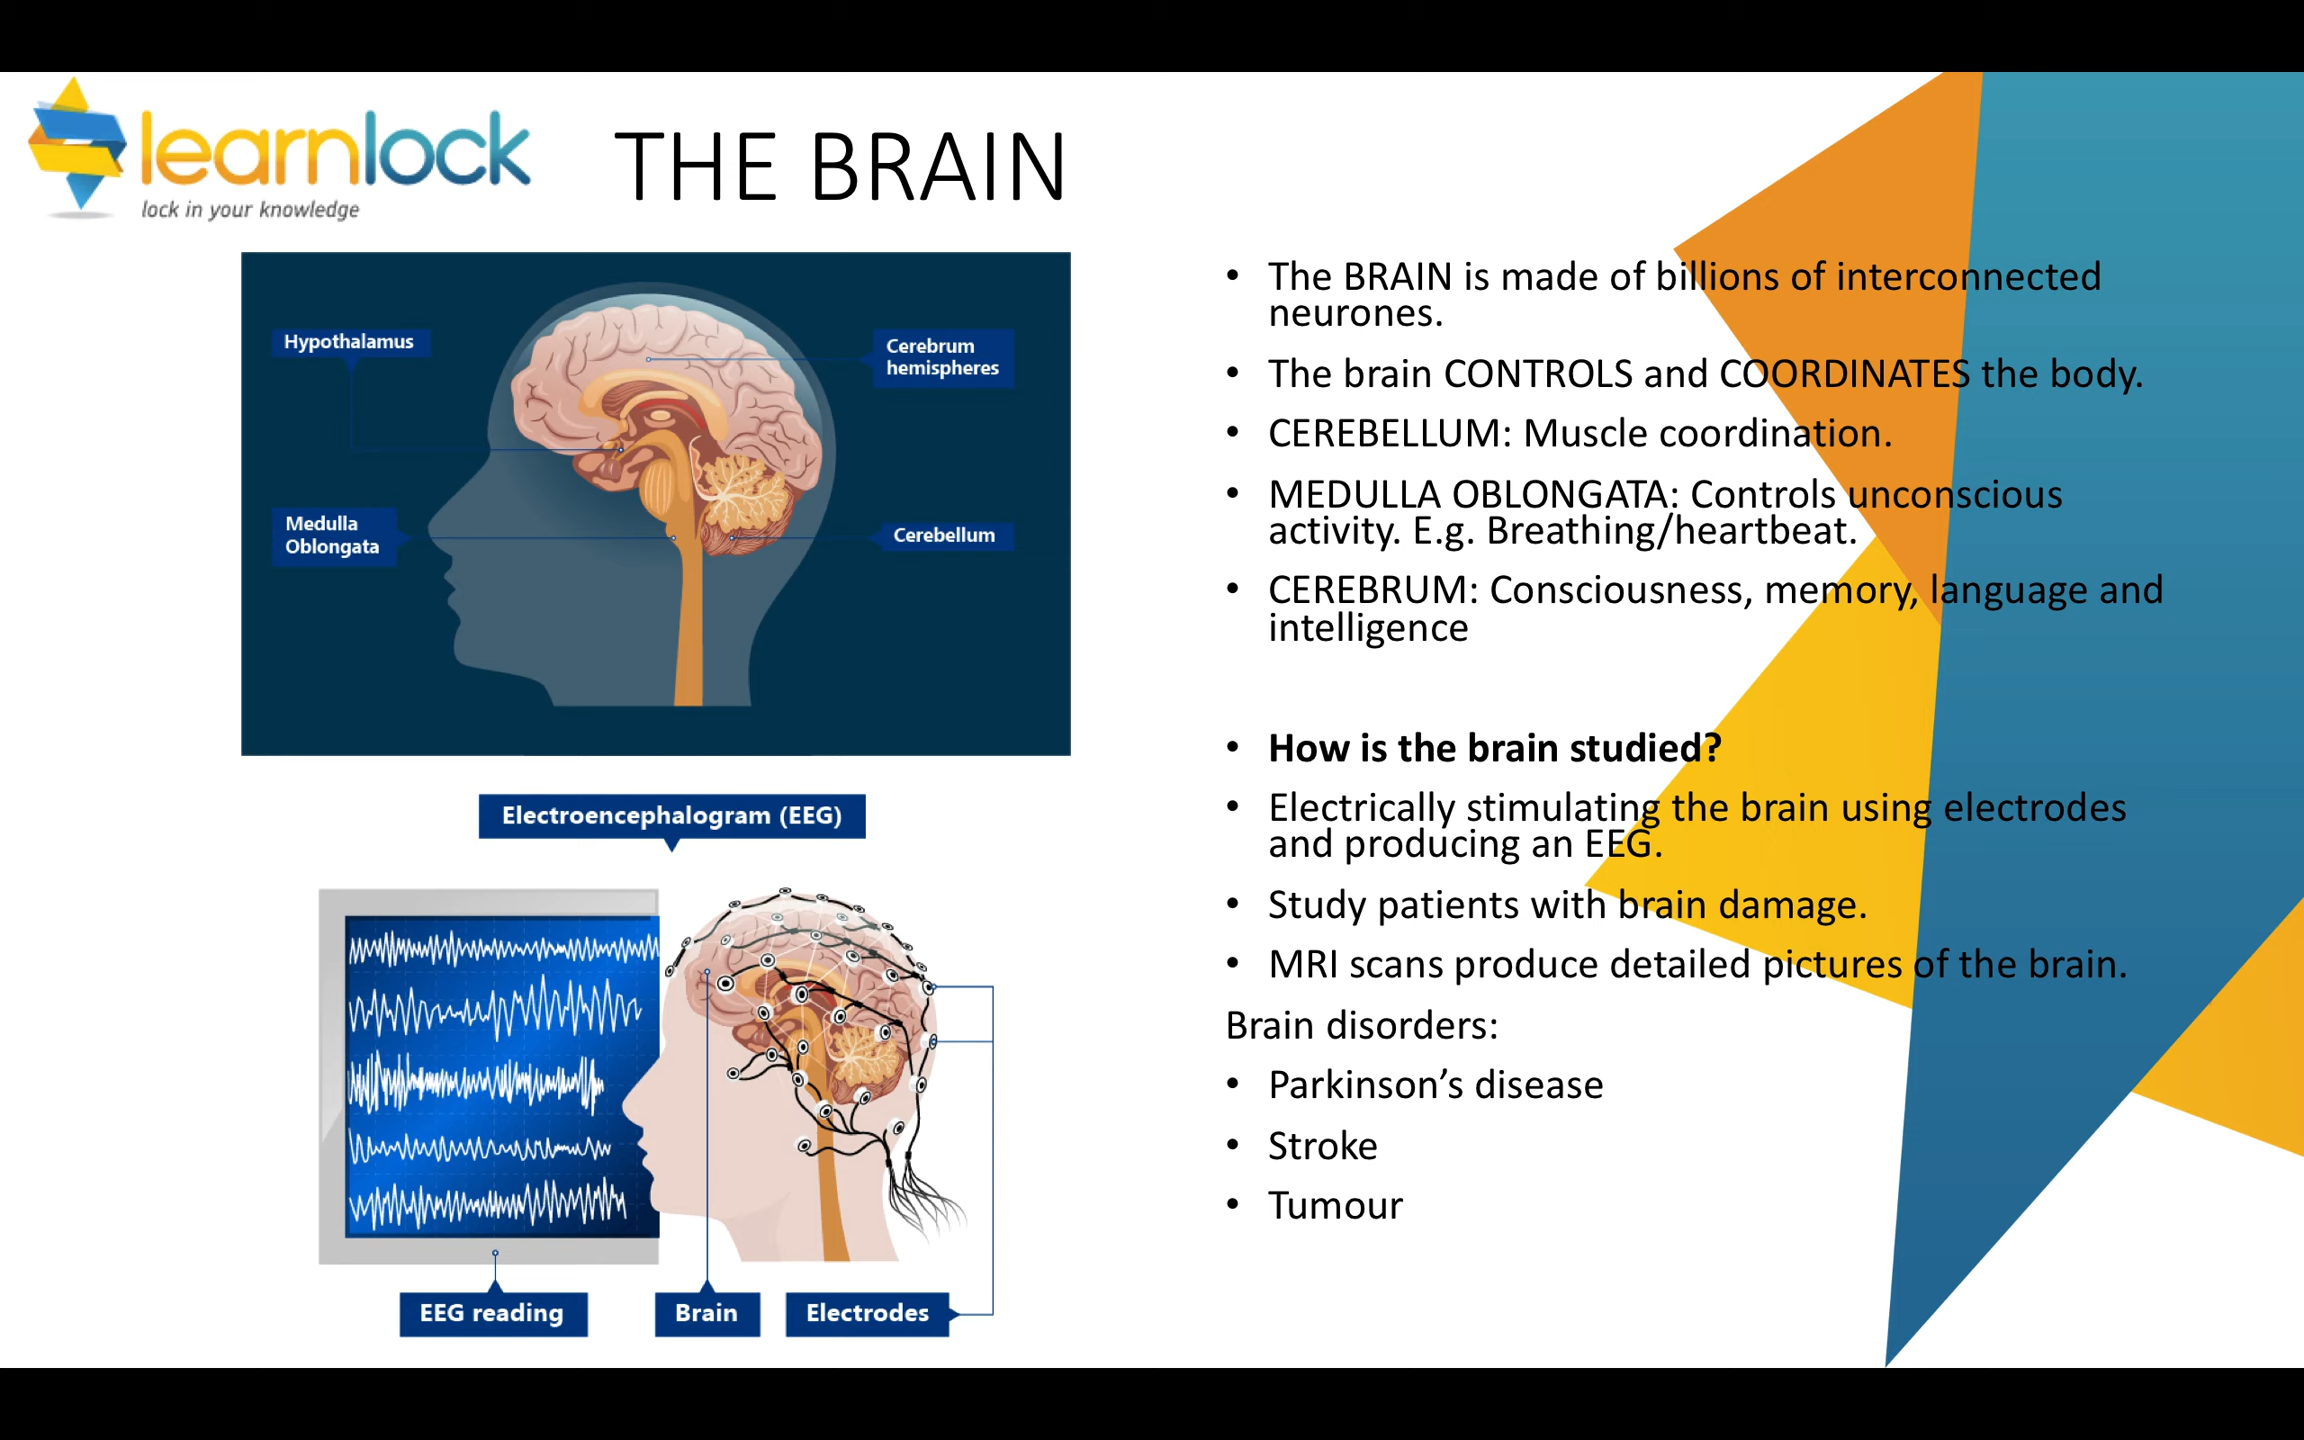 learnlock
lock in your knowledge
THE BRAIN
Hypothalamus
Cerebrum
hemispheres
Medulla
Oblongata
Cerebellum
Electroencephalogram (EEG)
EEG reading
Brain
Electrodes
• The BRAIN is made of billions of interconnected
neurones.
• The brain CONTROLS and COORDINATES the body.
• CEREBELLUM: Muscle coordination.
• MEDULLA OBLONGATA: Controls unconscious
activity. E.g. Breathing/heartbeat.
• CEREBRUM: Consciousness, memory, language and
intelligence
• How is the brain studied?
• Electrically stimulating the brain using electrodes
and producing an EEG.
• Study patients with brain damage.
• MRI scans produce detailed pictures of the brain.
Brain disorders:
• Parkinson’s disease
• Stroke
• Tumour